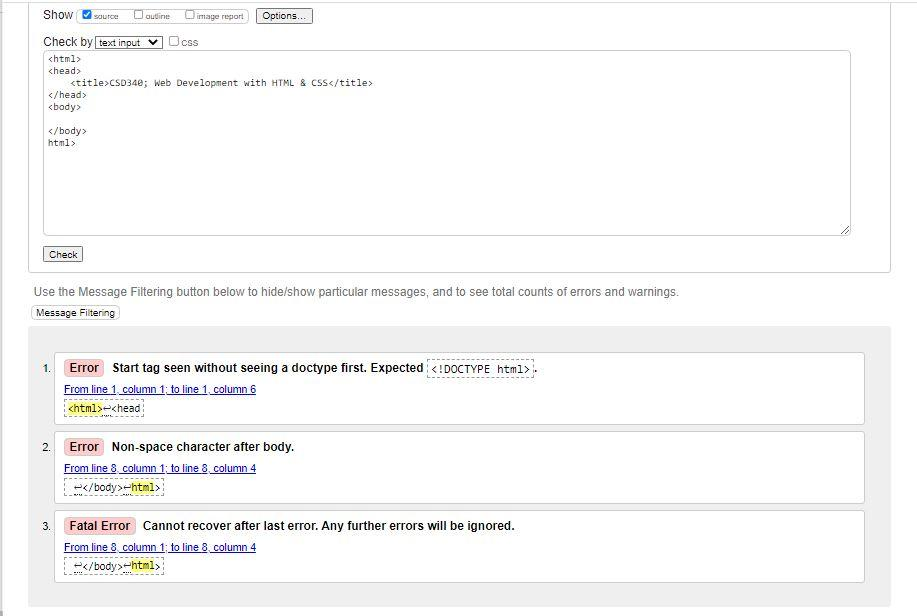 Show source outline image report Options...
Check by text input css
<html>
<head>
    <title>CSD340; Web Development with HTML & CSS</title>
</head>
<body>

</body>
html>
Check
Use the Message Filtering button below to hide/show particular messages, and to see total counts of errors and warnings.
Message Filtering
1. Error Start tag seen without seeing a doctype first. Expected <!DOCTYPE html>.
From line 1, column 1; to line 1, column 6
<html>↩<head
2. Error Non-space character after body.
From line 8, column 1; to line 8, column 4
↩</body>↩html>
3. Fatal Error Cannot recover after last error. Any further errors will be ignored.
From line 8, column 1; to line 8, column 4
↩</body>↩html>